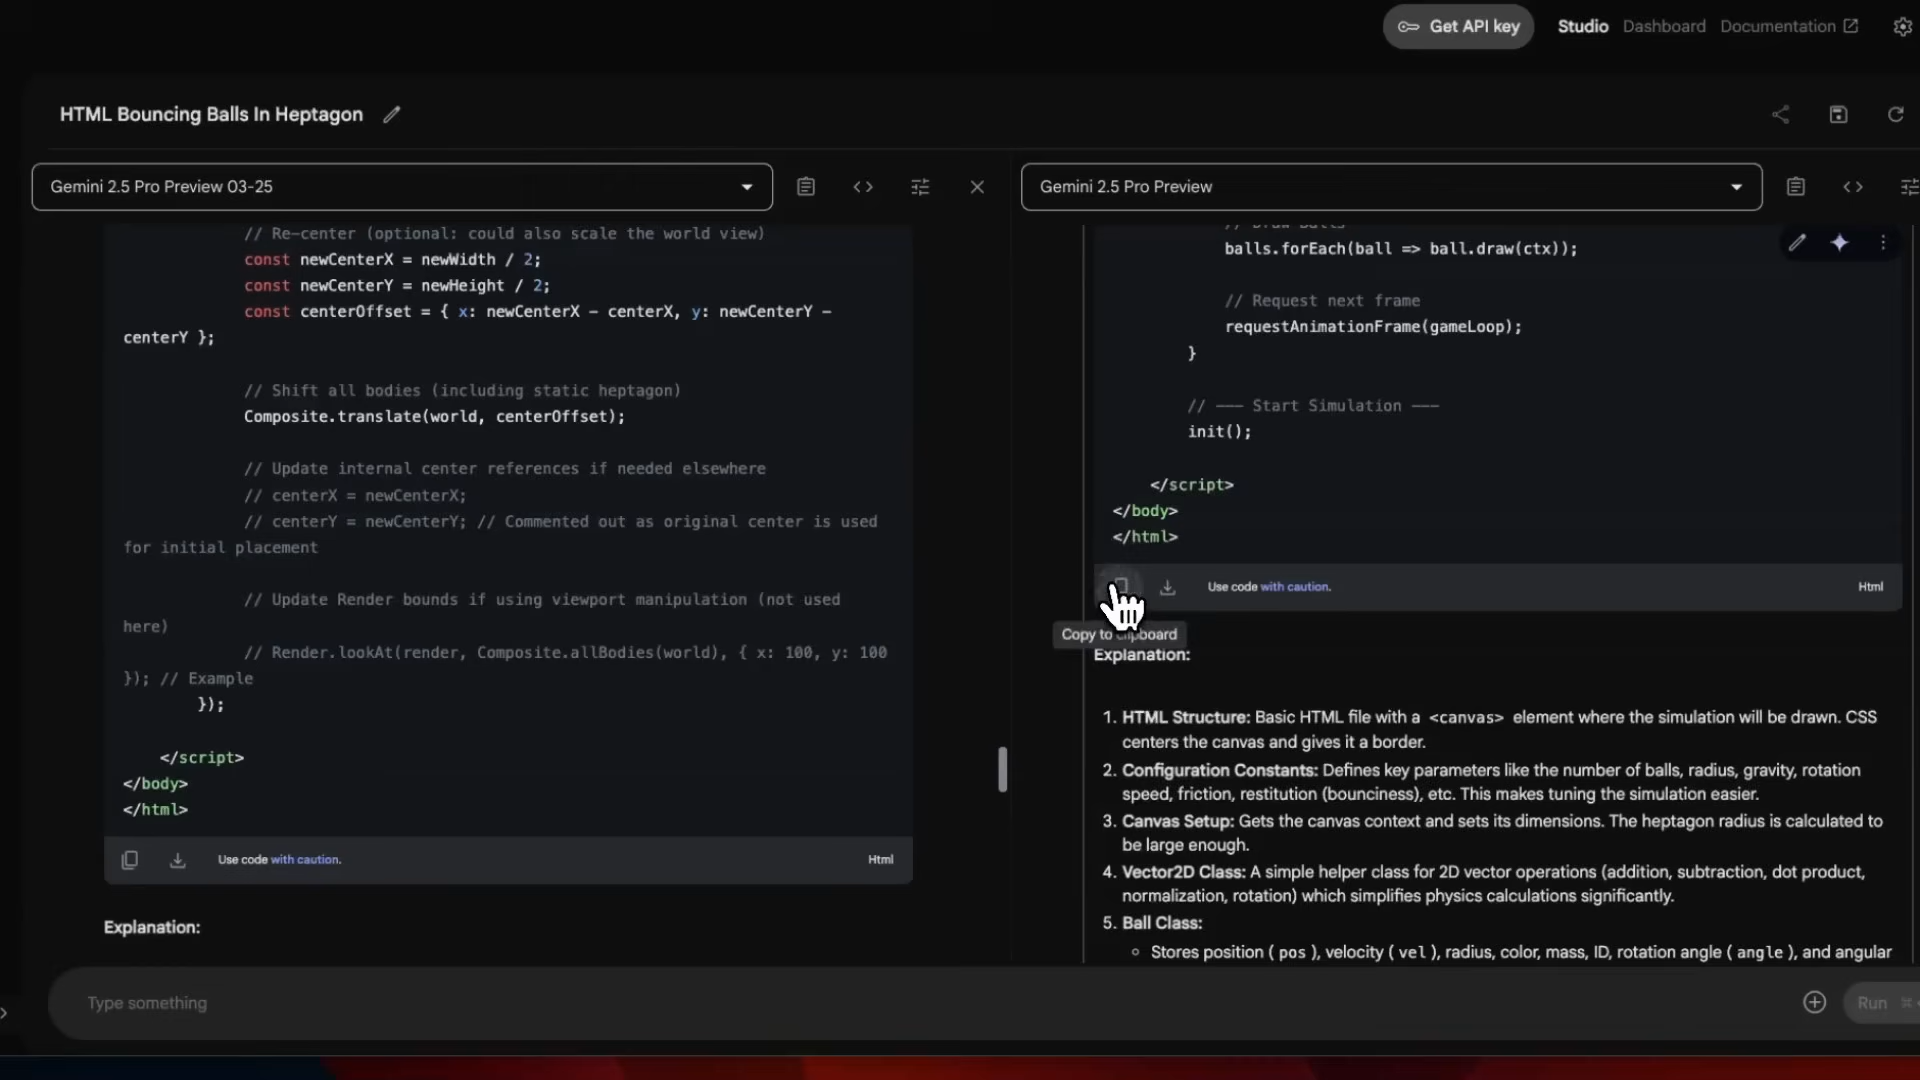 Get API key
Studio
Dashboard
Documentation
HTML Bouncing Balls In Heptagon
Gemini 2.5 Pro Preview 03-25
// Re-center (optional: could also scale the world view)
const newCenterX = newWidth / 2;
const newCenterY = newHeight / 2;
const centerOffset = { x: newCenterX - centerX, y: newCenterY -
centerY };
// Shift all bodies (including static heptagon)
Composite.translate(world, centerOffset);
// Update internal center references if needed elsewhere
// centerX = newCenterX;
// centerY = newCenterY; // Commented out as original center is used
for initial placement
// Update Render bounds if using viewport manipulation (not used
here)
// Render.lookAt(render, Composite.allBodies(world), { x: 100, y: 100
}); // Example
});
</script>
</body>
</html>
Use code with caution.
Html
Explanation:
Gemini 2.5 Pro Preview
// Draw Balls
balls.forEach(ball => ball.draw(ctx));
// Request next frame
requestAnimationFrame(gameLoop);
}
// --- Start Simulation ---
init();
</script>
</body>
</html>
Use code with caution.
Html
Copy to clipboard
Explanation:
1. HTML Structure: Basic HTML file with a <canvas> element where the simulation will be drawn. CSS
centers the canvas and gives it a border.
2. Configuration Constants: Defines key parameters like the number of balls, radius, gravity, rotation
speed, friction, restitution (bounciness), etc. This makes tuning the simulation easier.
3. Canvas Setup: Gets the canvas context and sets its dimensions. The heptagon radius is calculated to
be large enough.
4. Vector2D Class: A simple helper class for 2D vector operations (addition, subtraction, dot product,
normalization, rotation) which simplifies physics calculations significantly.
5. Ball Class:
Stores position ( pos ), velocity ( vel ), radius, color, mass, ID, rotation angle ( angle ), and angular
Type something
Run